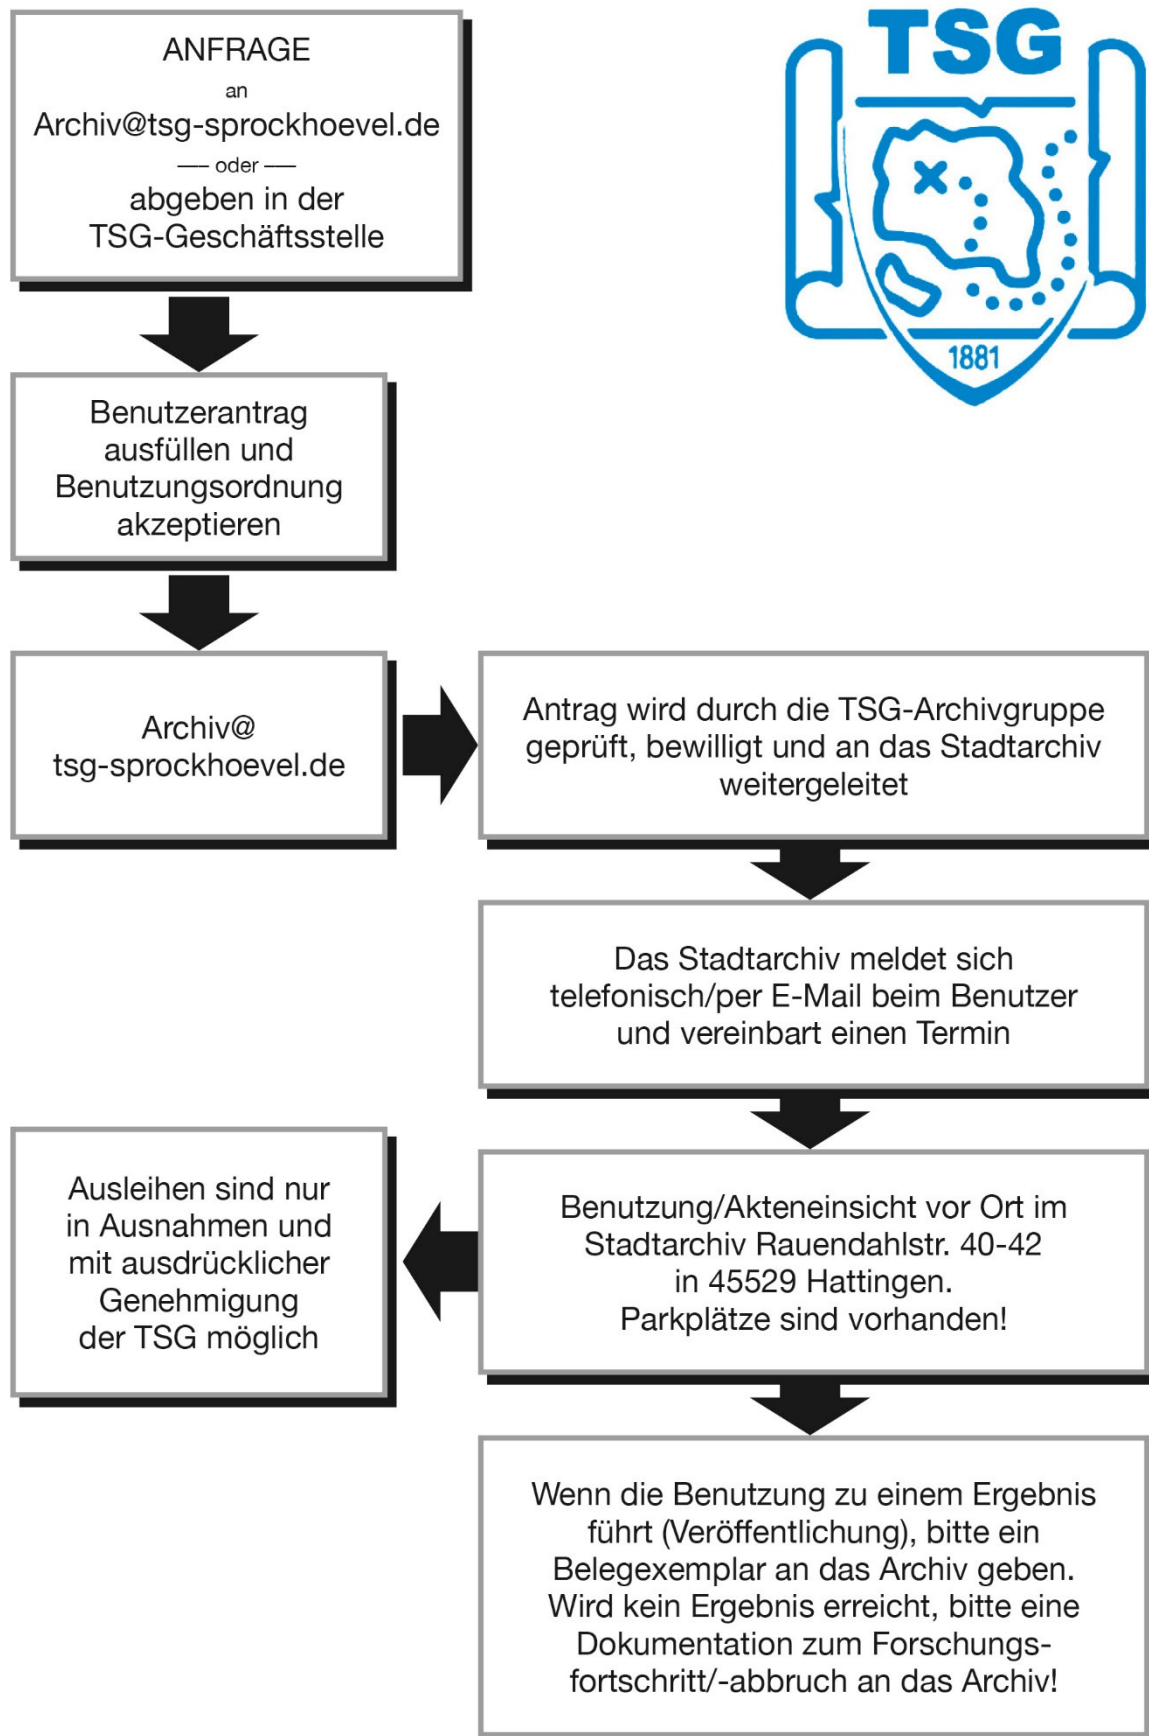 ANFRAGE
an
Archiv@tsg-sprockhoevel.de
–– oder ––
abgeben in der
TSG-Geschäftsstelle
TSG
1881
Benutzerantrag
ausfüllen und
Benutzungsordnung
akzeptieren
Archiv@
tsg-sprockhoevel.de
Antrag wird durch die TSG-Archivgruppe
geprüft, bewilligt und an das Stadtarchiv
weitergeleitet
Das Stadtarchiv meldet sich
telefonisch/per E-Mail beim Benutzer
und vereinbart einen Termin
Benutzung/Akteneinsicht vor Ort im
Stadtarchiv Rauendahlstr. 40-42
in 45529 Hattingen.
Parkplätze sind vorhanden!
Ausleihen sind nur
in Ausnahmen und
mit ausdrücklicher
Genehmigung
der TSG möglich
Wenn die Benutzung zu einem Ergebnis
führt (Veröffentlichung), bitte ein
Belegexemplar an das Archiv geben.
Wird kein Ergebnis erreicht, bitte eine
Dokumentation zum Forschungs-
fortschritt/-abbruch an das Archiv!